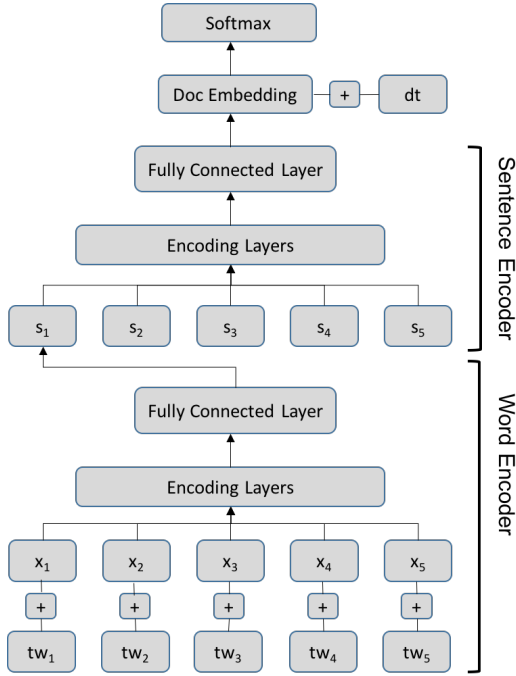 Softmax
Doc Embedding + dt
Fully Connected Layer
Encoding Layers
s₁ s₂ s₃ s₄ s₅
Sentence Encoder
Fully Connected Layer
Encoding Layers
x₁ x₂ x₃ x₄ x₅
+ + + + +
tw₁ tw₂ tw₃ tw₄ tw₅
Word Encoder